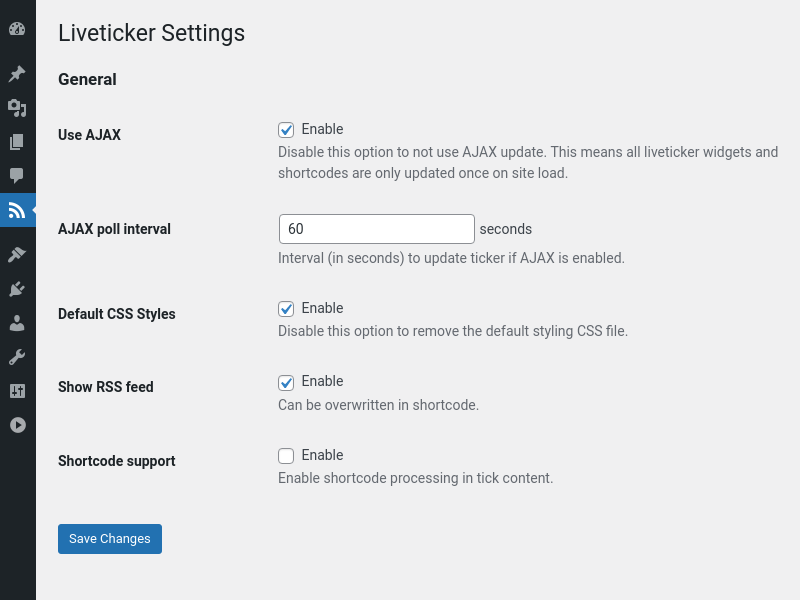 Liveticker Settings
General
Use AJAX
Enable
Disable this option to not use AJAX update. This means all liveticker widgets and
shortcodes are only updated once on site load.
AJAX poll interval
60 seconds
Interval (in seconds) to update ticker if AJAX is enabled.
Default CSS Styles
Enable
Disable this option to remove the default styling CSS file.
Show RSS feed
Enable
Can be overwritten in shortcode.
Shortcode support
Enable
Enable shortcode processing in tick content.
Save Changes